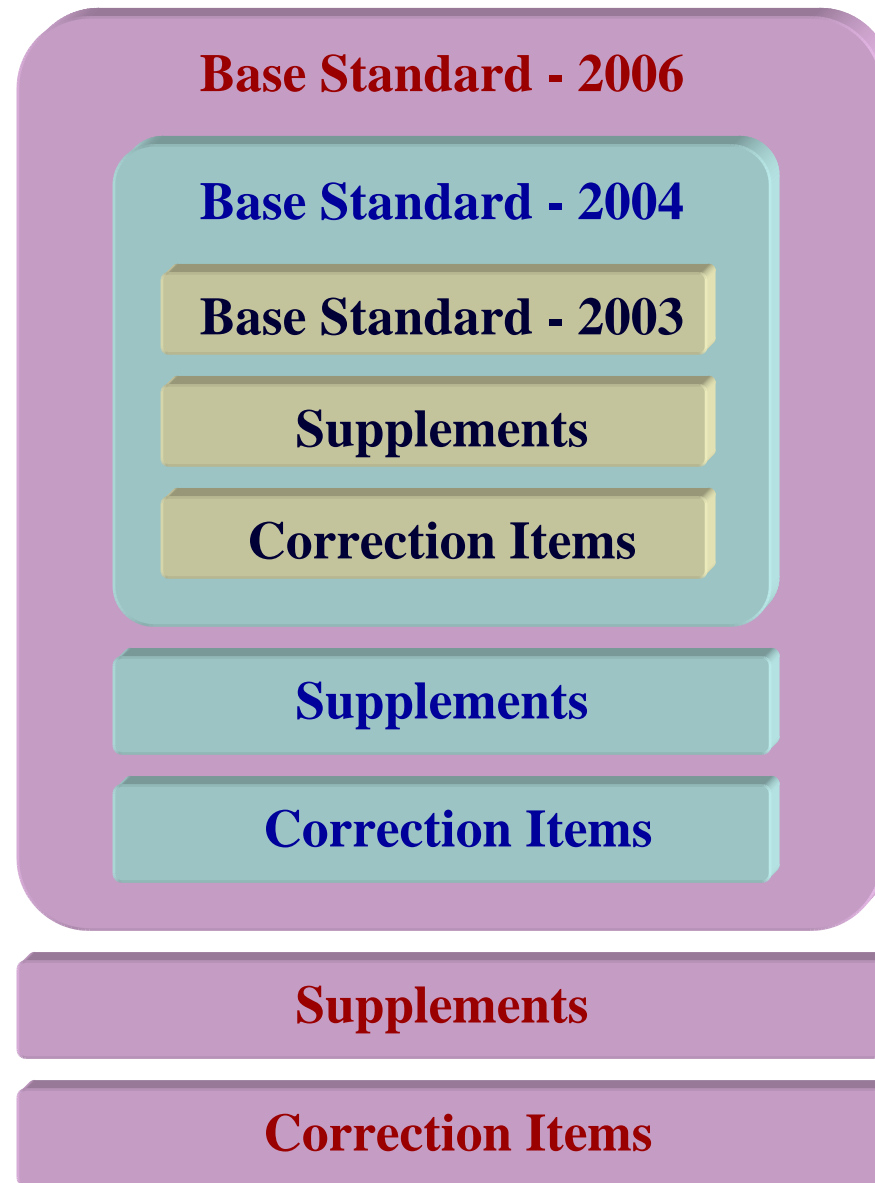 Base Standard - 2006
Base Standard - 2004
Base Standard - 2003
Supplements
Correction Items
Supplements
Correction Items
Supplements
Correction Items